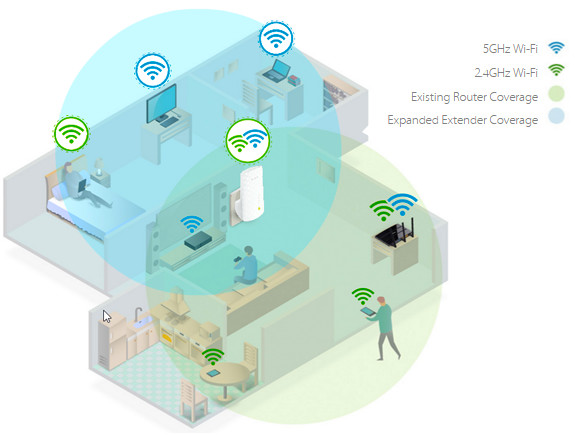 5GHz Wi-Fi
2.4GHz Wi-Fi
Existing Router Coverage
Expanded Extender Coverage